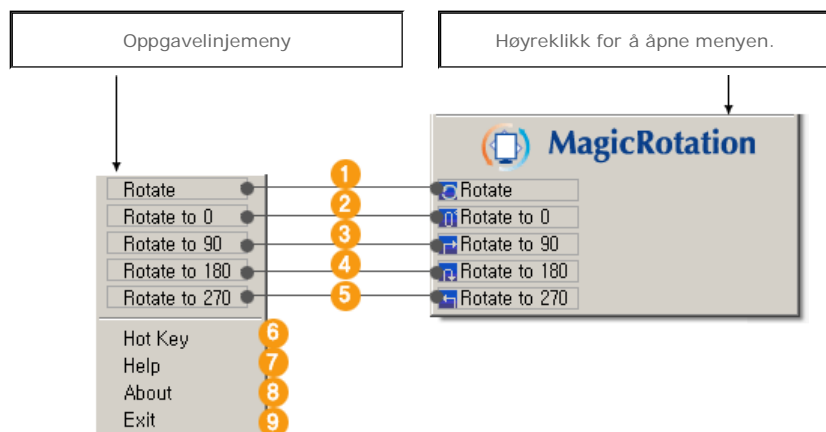 Oppgavelinjemeny
Høyreklikk for å åpne menyen.
MagicRotation
Rotate
1
Rotate
Rotate to 0
2
Rotate to 0
Rotate to 90
3
Rotate to 90
Rotate to 180
4
Rotate to 180
Rotate to 270
5
Rotate to 270
Hot Key
6
Help
7
About
8
Exit
9